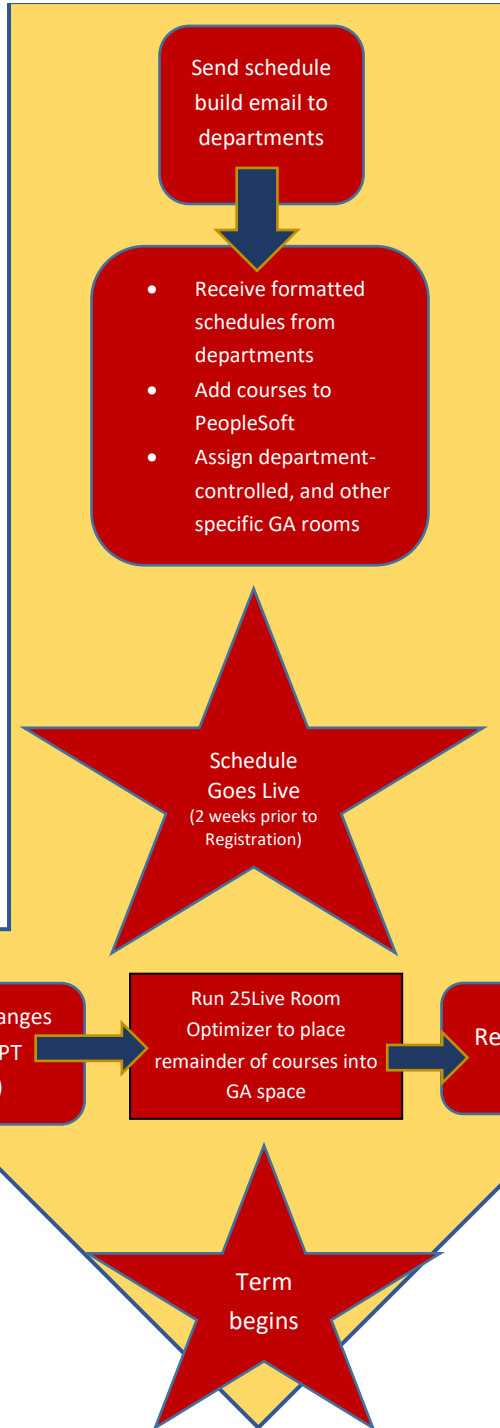 Send schedule
build email to
departments
• Receive formatted
schedules from
departments
• Add courses to
PeopleSoft
• Assign department-
controlled, and other
specific GA rooms
Schedule
Goes Live
(2 weeks prior to
Registration)
anges
PT
)
Run 25Live Room
Optimizer to place
remainder of courses into
GA space
Re
Term
begins